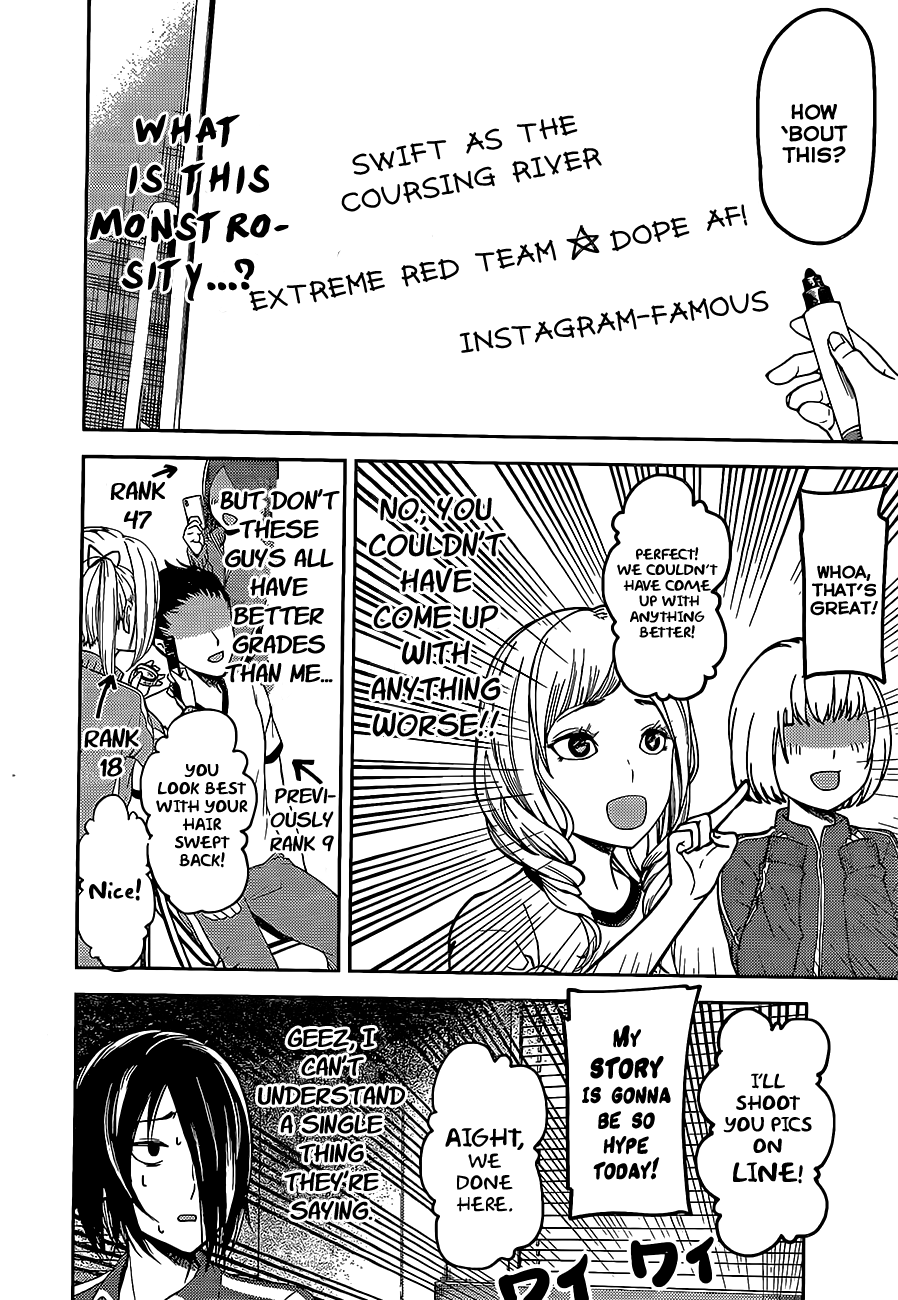 HOW
'BOUT
THIS?
SWIFT AS THE
COURSING RIVER
EXTREME RED TEAM ☆ DOPE AF!
INSTAGRAM-FAMOUS
WHAT
IS THIS
MONSTRO-
SITY...?
WHOA,
THAT'S
GREAT!
PERFECT!
WE COULDN'T
HAVE COME
UP WITH
ANYTHING
BETTER!
NO, YOU
COULDN'T
HAVE
COME UP
WITH
ANYTHING
WORSE!!
BUT DON'T
THESE
GUYS ALL
HAVE
BETTER
GRADES
THAN ME...
RANK
47
RANK
18
PREVI-
OUSLY
RANK 9
YOU
LOOK BEST
WITH YOUR
HAIR
SWEPT
BACK!
Nice!
I'LL
SHOOT
YOU PICS
ON
LINE!
MY
STORY
IS GONNA
BE SO
HYPE
TODAY!
AIGHT,
WE
DONE
HERE.
GEEZ, I
CAN'T
UNDERSTAND
A SINGLE
THING
THEY'RE
SAYING.
ワイ ワイ